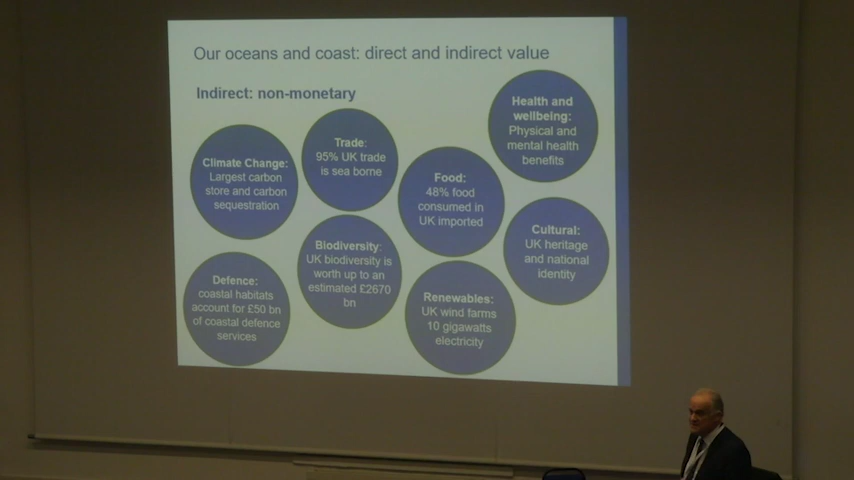 Our oceans and coast: direct and indirect value
Indirect: non-monetary
Climate Change:
Largest carbon
store and carbon
sequestration
Trade:
95% UK trade
is sea borne
Food:
48% food
consumed in
UK imported
Health and
wellbeing:
Physical and
mental health
benefits
Defence:
coastal habitats
account for £50 bn
of coastal defence
services
Biodiversity:
UK biodiversity is
worth up to an
estimated £2670
bn
Renewables:
UK wind farms
10 gigawatts
electricity
Cultural:
UK heritage
and national
identity